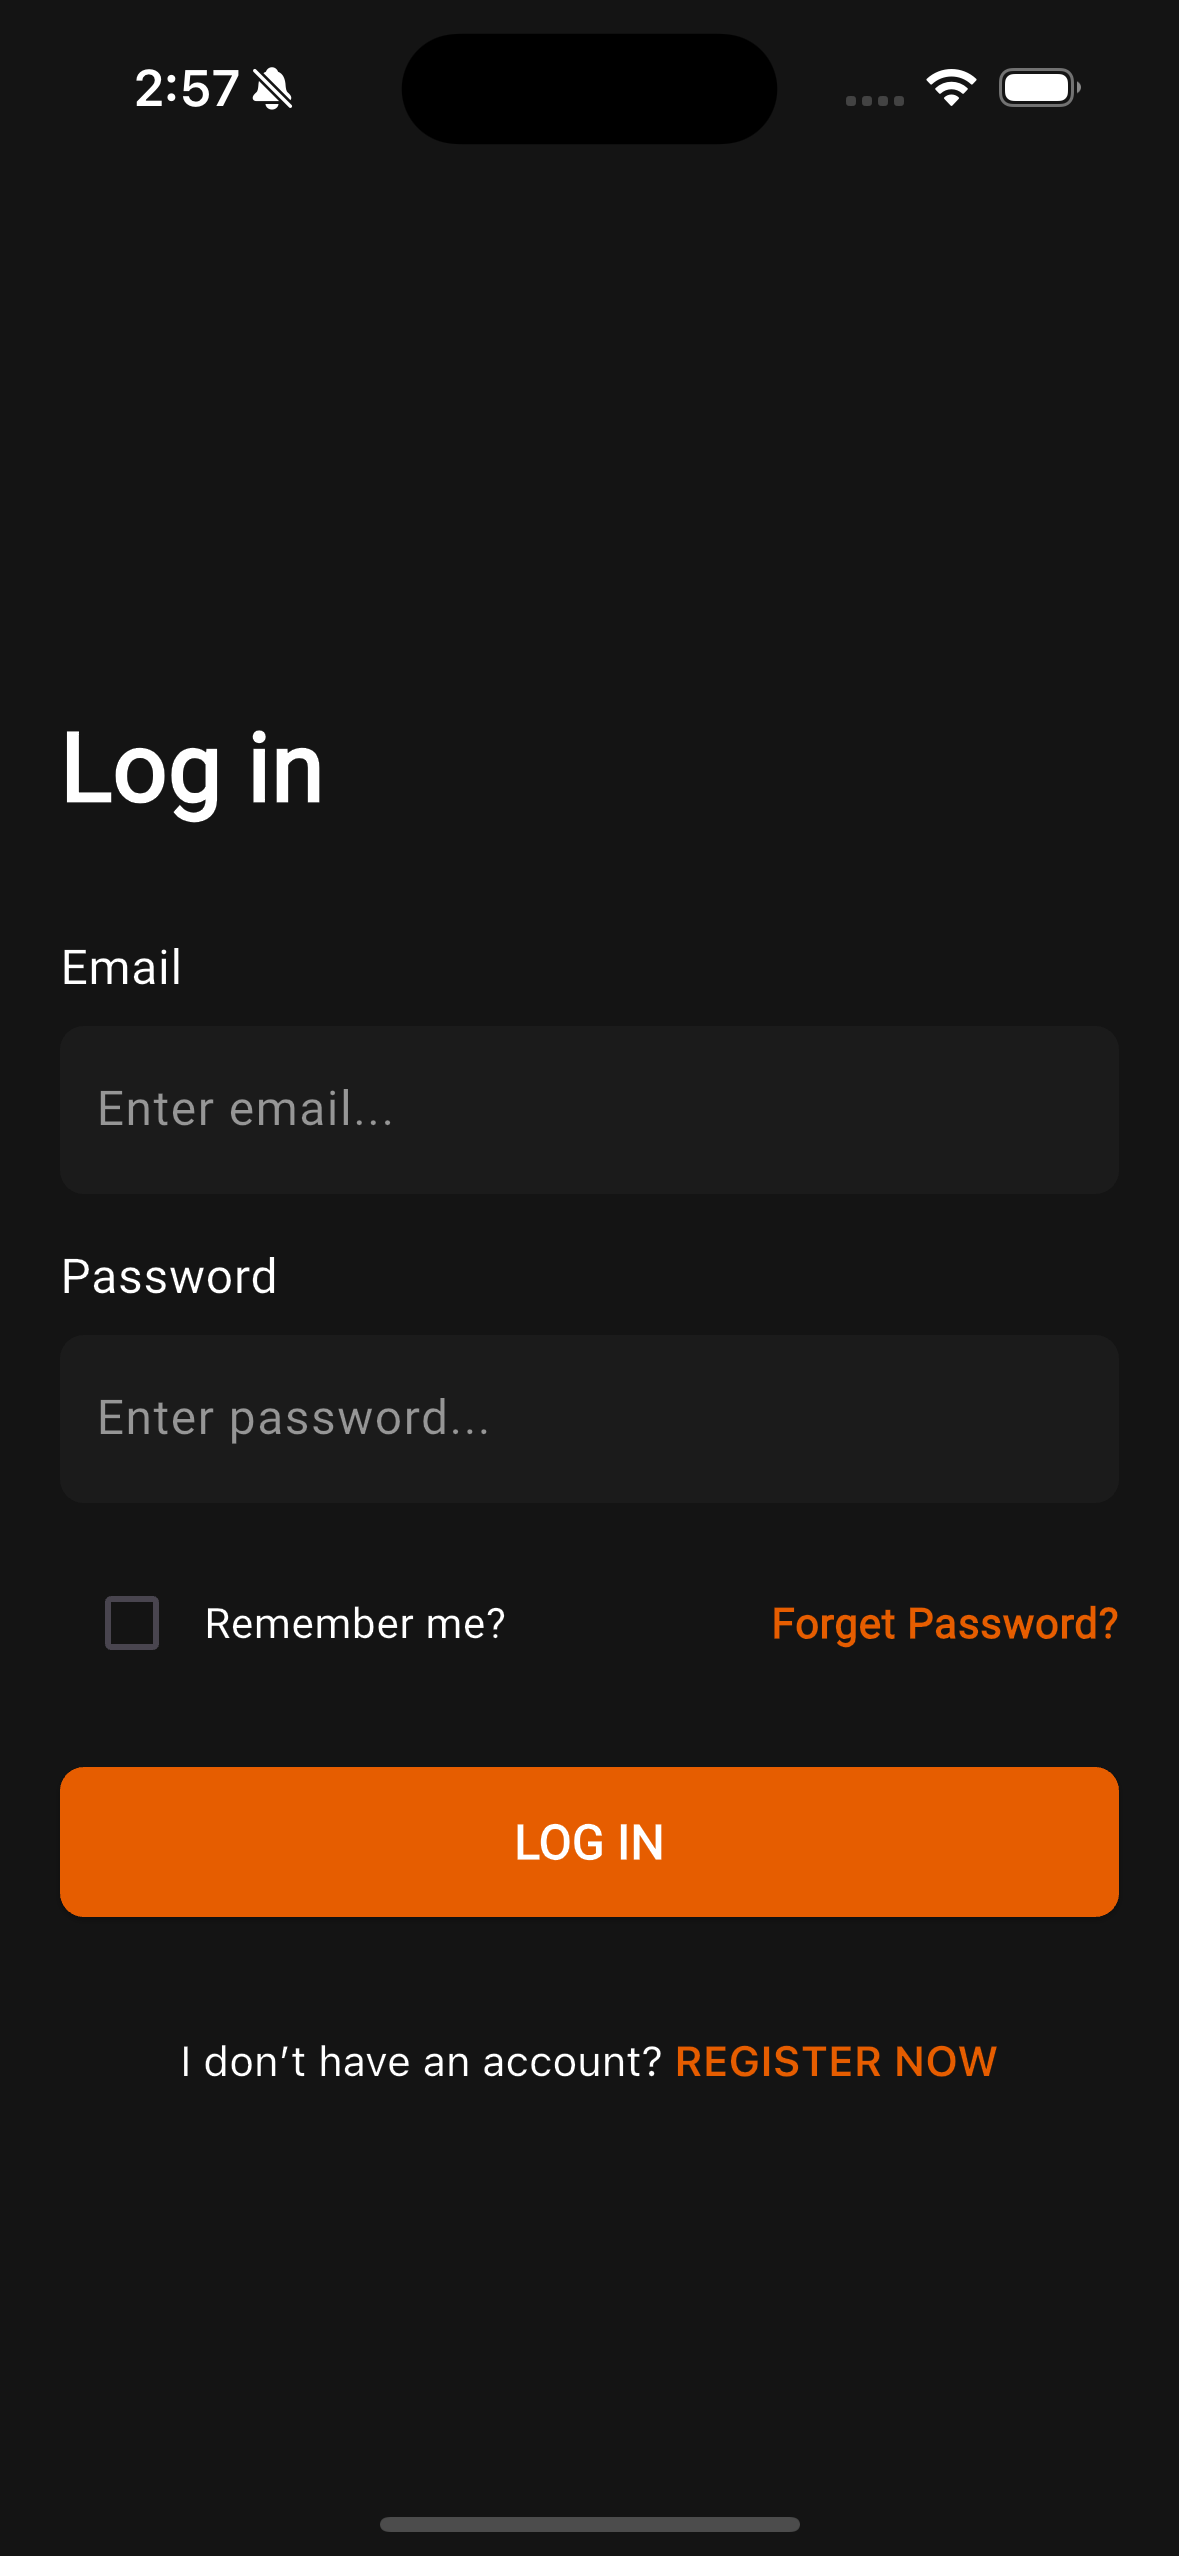 2:57
Log in
Email
Enter email...
Password
Enter password...
Remember me? Forget Password?
LOG IN
I don't have an account? REGISTER NOW